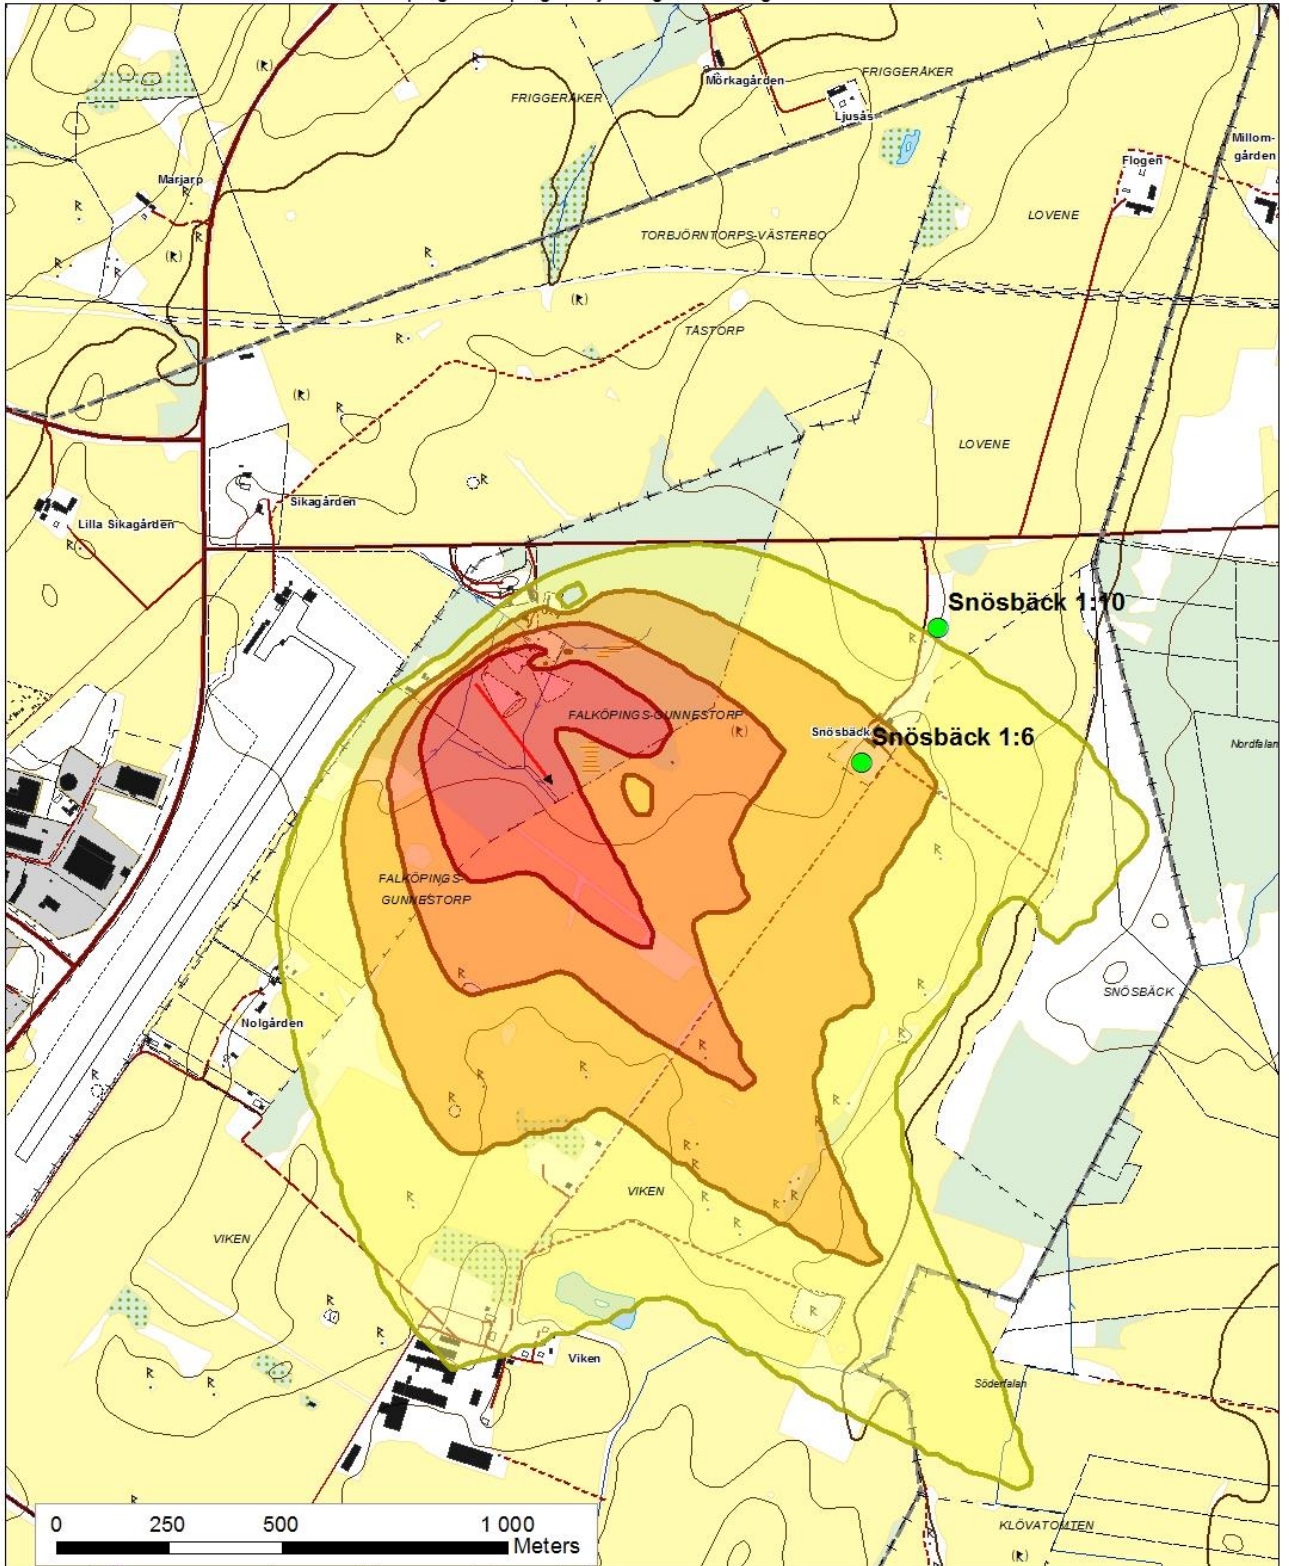 FRIGGERÅKER
Mörkagården
FRIGGERÅKER
Ljusås
Millom-
gården
Flogen
Marjarp
LOVENE
TORBJÖRNTORPS-VÄSTERBO
TÅSTORP
LOVENE
Sikagården
Lilla Sikagården
Snösbäck 1:10
FALKÖPINGS-GUNNESTORP
Snösbäck
Snösbäck 1:6
Nordfalan
FALKÖPINGS-
GUNNESTORP
SNÖSBÄCK
Nolgården
VIKEN
VIKEN
Viken
Söderfalan
KLÖVATOMTEN
0 250 500 1 000
Meters